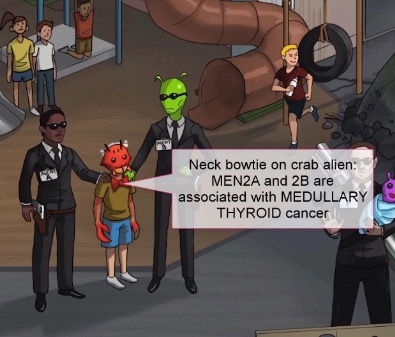 Neck bowtie on crab alien:
MEN2A and 2B are
associated with MEDULLARY
THYROID cancer